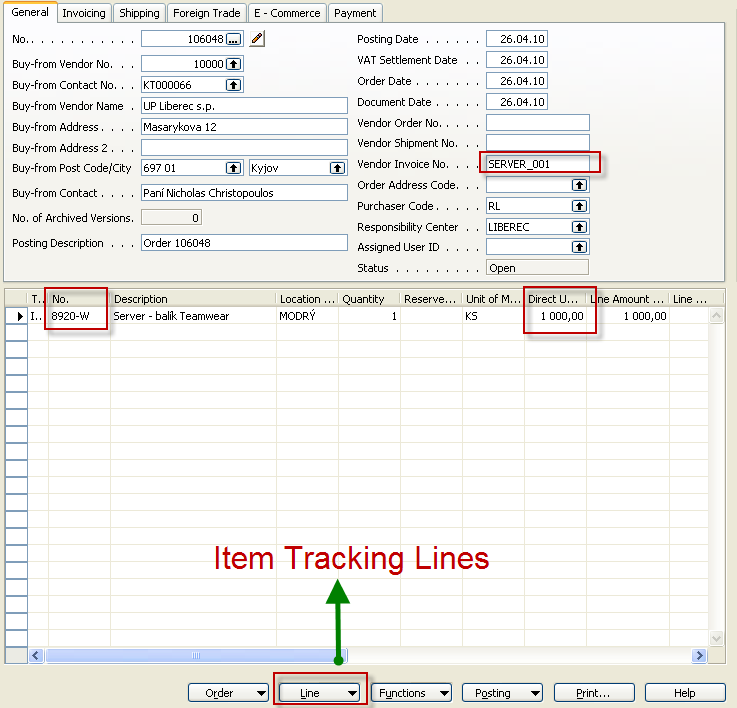 General Invoicing Shipping Foreign Trade E - Commerce Payment
No. . . . . . . . . . . . . 106048 ...
Buy-from Vendor No. . . . 10000
Buy-from Contact No. . . KT000066
Buy-from Vendor Name . UP Liberec s.p.
Buy-from Address . . . . Masarykova 12
Buy-from Address 2 . . .
Buy-from Post Code/City 697 01 Kyjov
Buy-from Contact . . . . Paní Nicholas Christopoulos
No. of Archived Versions. 0
Posting Description . . . Order 106048
Posting Date . . . . . . 26.04.10
VAT Settlement Date . . 26.04.10
Order Date . . . . . . . 26.04.10
Document Date . . . . . 26.04.10
Vendor Order No. . . . .
Vendor Shipment No. . .
Vendor Invoice No. . . . SERVER_001
Order Address Code. . .
Purchaser Code . . . . . RL
Responsibility Center . . LIBEREC
Assigned User ID . . . .
Status . . . . . . . . . Open
T.. No. Description Location ... Quantity Reserve... Unit of M... Direct U... Line Amount ... Line ...
I.. 8920-W Server - balík Teamwear MODRÝ 1 KS 1 000,00 1 000,00
Item Tracking Lines
Order Line Functions Posting Print... Help